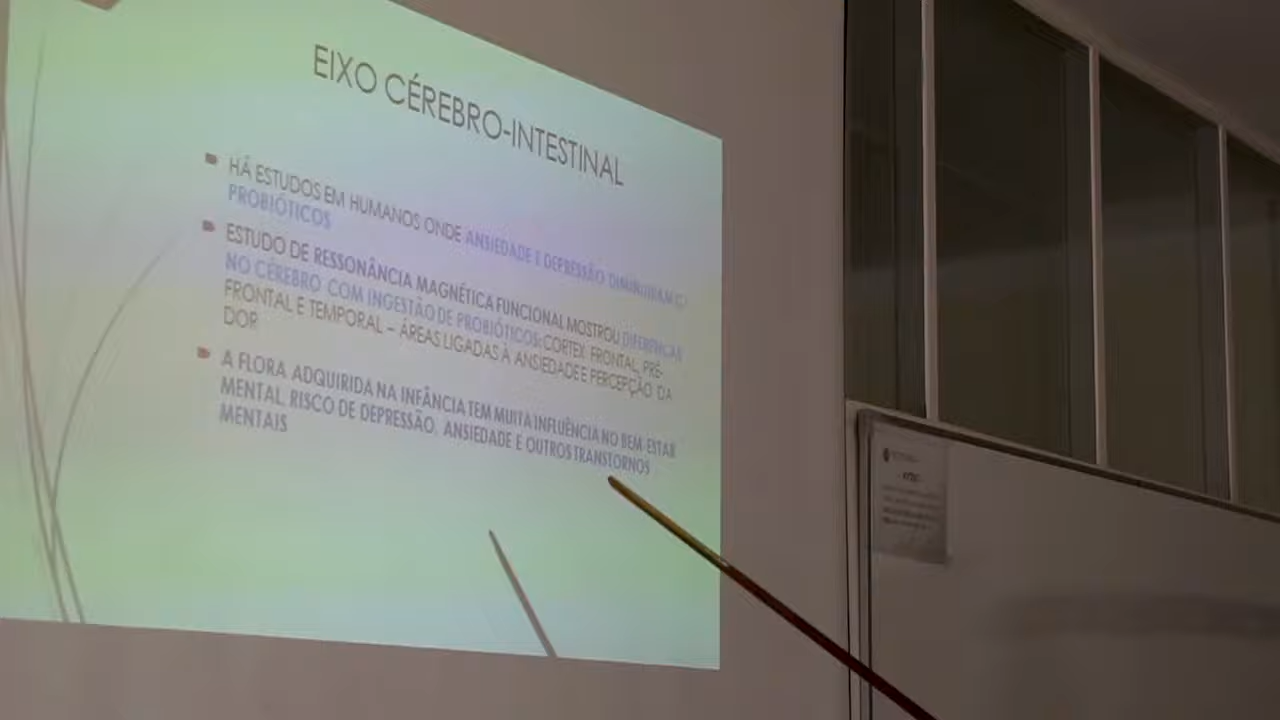 EIXO CÉREBRO-INTESTINAL
HÁ ESTUDOS EM HUMANOS ONDE ANSIEDADE E DEPRESSÃO DIMINUIRAM C/
PROBIÓTICOS
ESTUDO DE RESSONÂNCIA MAGNÉTICA FUNCIONAL MOSTROU DIFERENÇAS
NO CÉREBRO COM INGESTÃO DE PROBIÓTICOS: CORTEX FRONTAL, PRE-
FRONTAL E TEMPORAL – ÁREAS LIGADAS À ANSIEDADE E PERCEPÇÃO DA
DOR
A FLORA ADQUIRIDA NA INFÂNCIA TEM MUITA INFLUÊNCIA NO BEM-ESTAR
MENTAL, RISCO DE DEPRESSÃO, ANSIEDADE E OUTROS TRANSTORNOS
MENTAIS